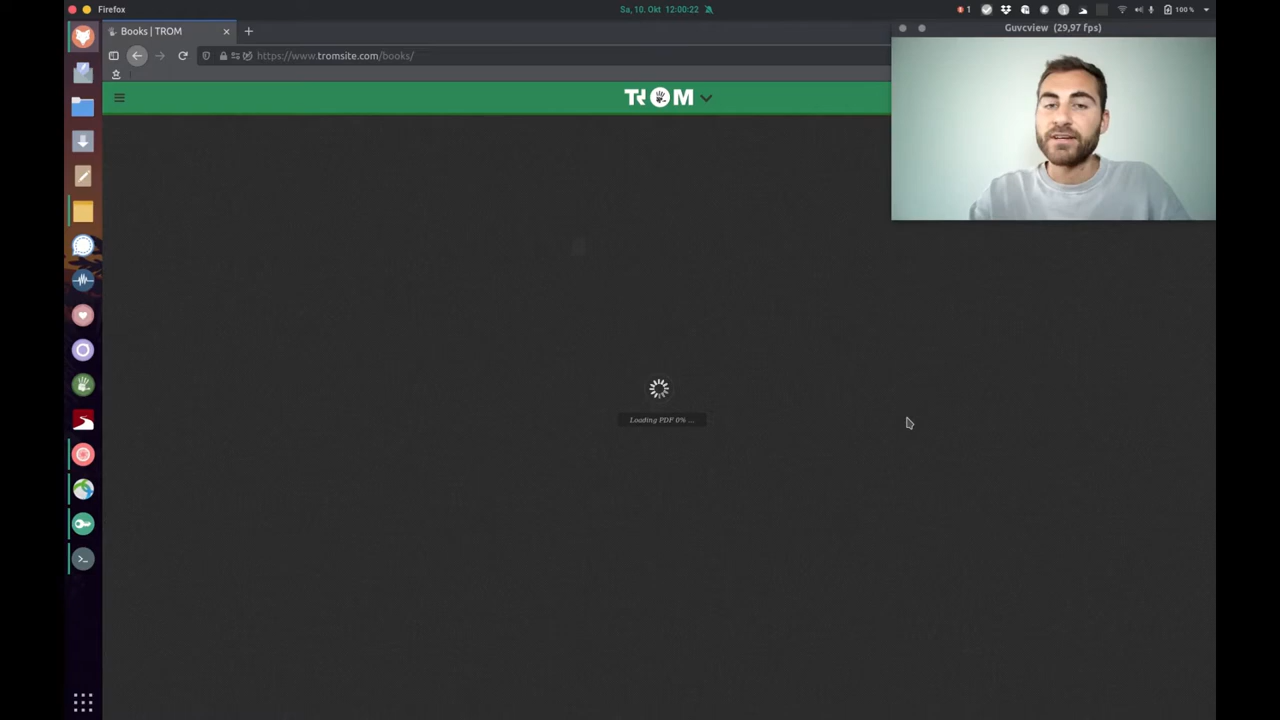 Firefox
Sa, 10. Okt 12:00:22
1
100 %
Guvcview (29,97 fps)
Books | TROM
https://www.tromsite.com/books/
TROM
Loading PDF 0% ...